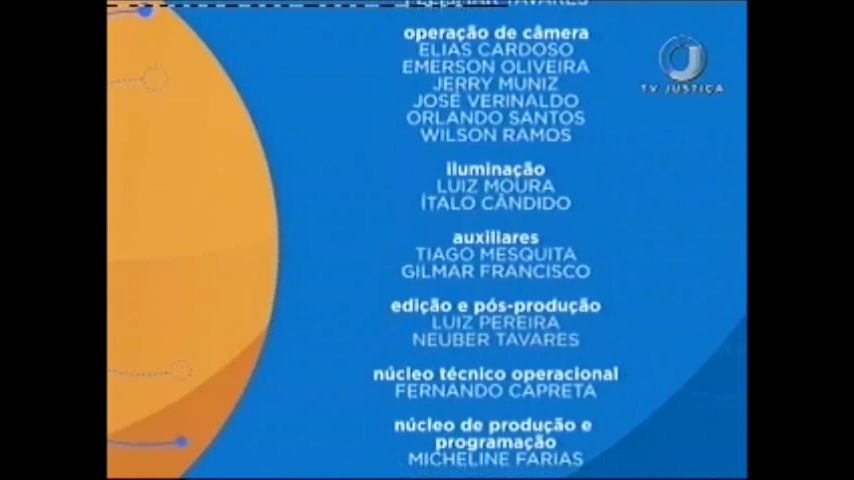 TAVARES
operação de câmera
ELIAS CARDOSO
EMERSON OLIVEIRA
JERRY MUNIZ
JOSÉ VERINALDO
ORLANDO SANTOS
WILSON RAMOS
TV JUSTIÇA
iluminação
LUIZ MOURA
ÍTALO CÂNDIDO
auxiliares
TIAGO MESQUITA
GILMAR FRANCISCO
edição e pós-produção
LUIZ PEREIRA
NEUBER TAVARES
núcleo técnico operacional
FERNANDO CAPRETA
núcleo de produção e
programação
MICHELINE FARIAS